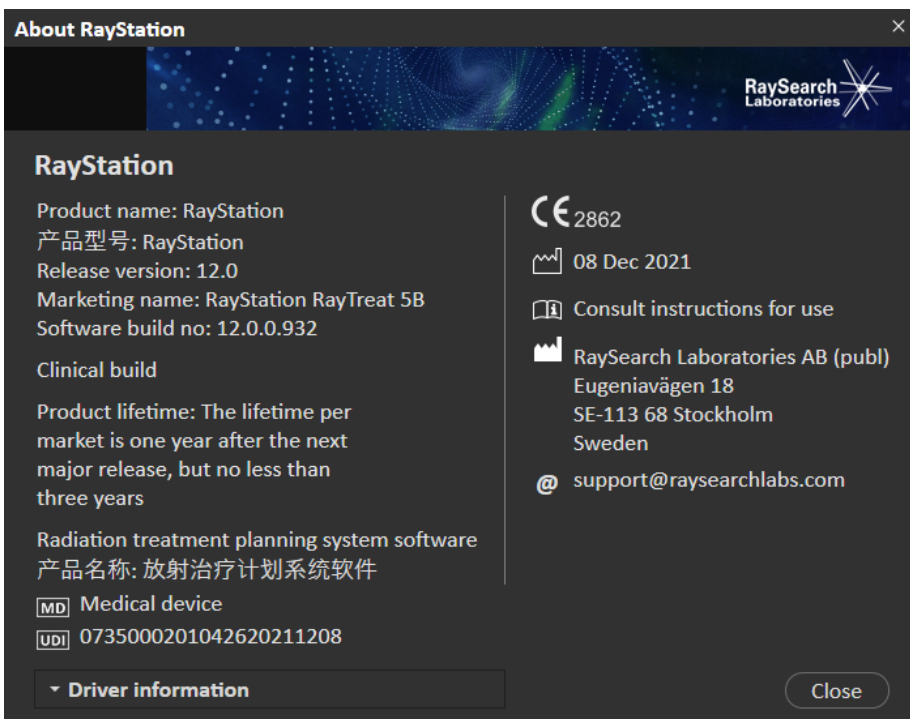 About RayStation
RaySearch
Laboratories
RayStation
Product name: RayStation
产品型号: RayStation
Release version: 12.0
Marketing name: RayStation RayTreat 5B
Software build no: 12.0.0.932
Clinical build
Product lifetime: The lifetime per
market is one year after the next
major release, but no less than
three years
Radiation treatment planning system software
产品名称: 放射治疗计划系统软件
MD Medical device
UDI 0735000201042620211208
Driver information
CE 2862
08 Dec 2021
Consult instructions for use
RaySearch Laboratories AB (publ)
Eugeniavägen 18
SE-113 68 Stockholm
Sweden
@ support@raysearchlabs.com
Close